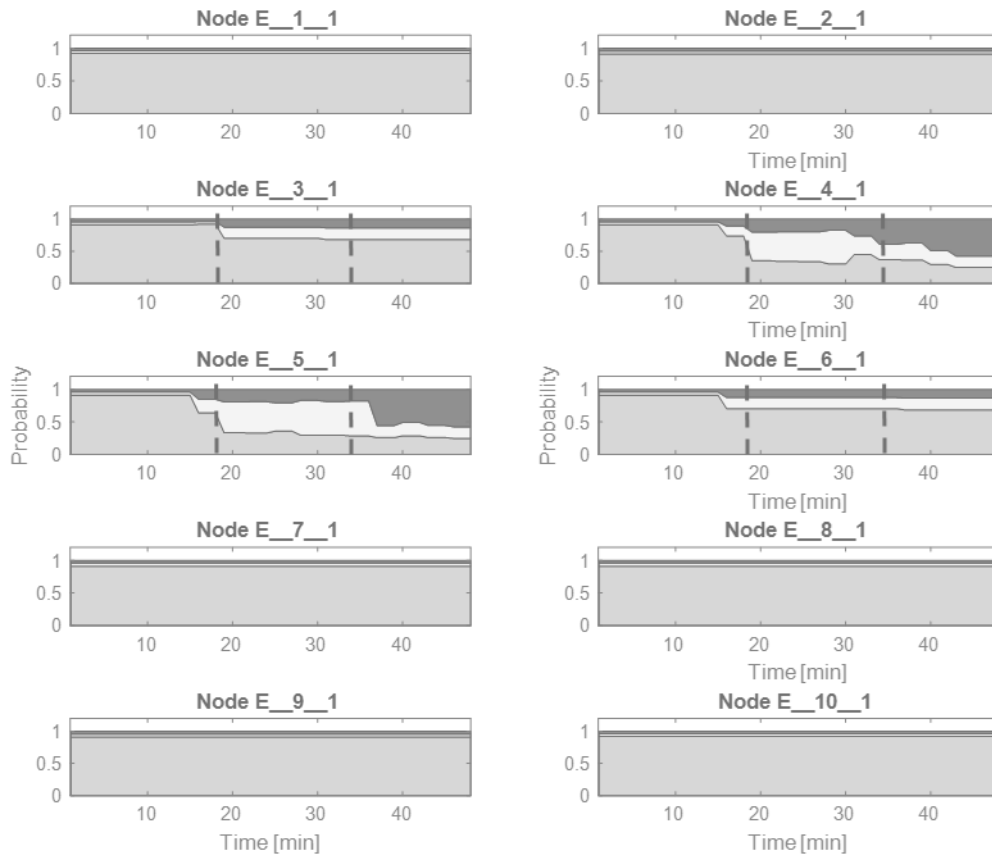 Node E__1__1
1
0.5
0
10 20 30 40
Node E__2__1
1
0.5
0
10 20 30 40
Time [min]
Node E__3__1
1
0.5
0
10 20 30 40
Node E__4__1
1
0.5
0
10 20 30 40
Time [min]
Probability
Node E__5__1
1
0.5
0
10 20 30 40
Probability
Node E__6__1
1
0.5
0
10 20 30 40
Time [min]
Node E__7__1
1
0.5
0
10 20 30 40
Node E__8__1
1
0.5
0
10 20 30 40
Time [min]
Node E__9__1
1
0.5
0
10 20 30 40
Time [min]
Node E__10__1
1
0.5
0
10 20 30 40
Time [min]